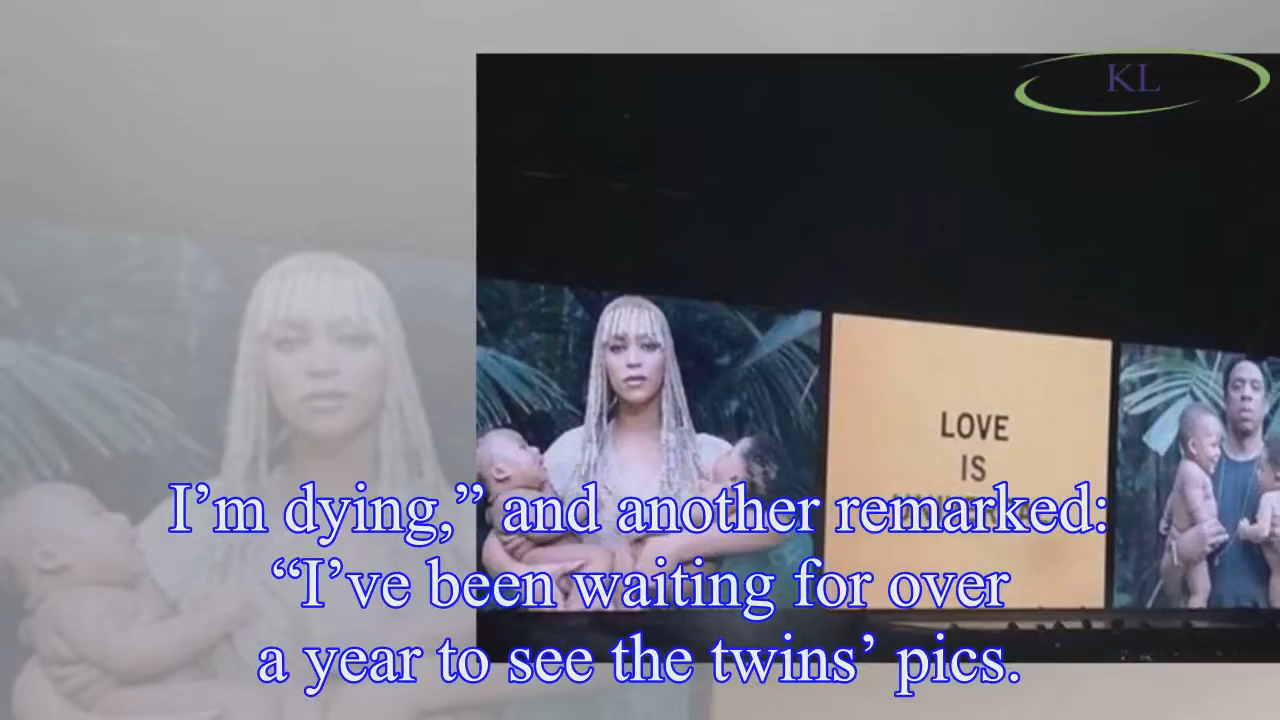 KL
LOVE
IS
I’m dying,” and another remarked:
“I’ve been waiting for over
a year to see the twins’ pics.